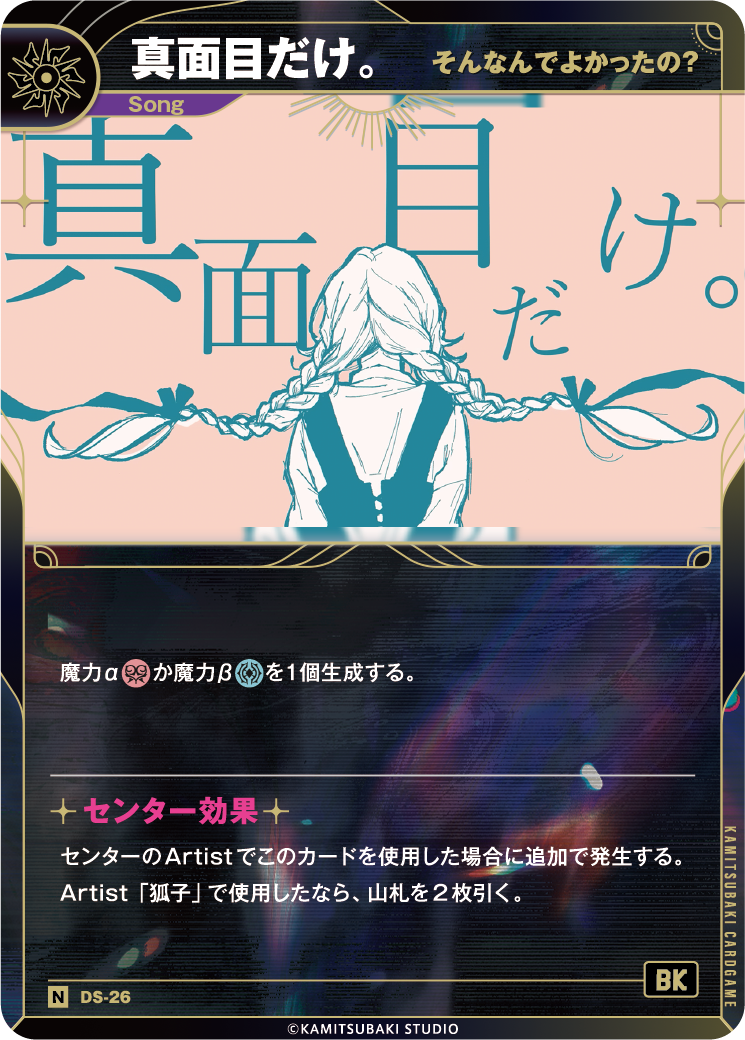 真面目だけ。 そんなんでよかったの?
Song
真面目だけ。
魔力αか魔力βを1個生成する。
センター効果
センターのArtistでこのカードを使用した場合に追加で発生する。
Artist「狐子」で使用したなら、山札を2枚引く。
KAMITSUBAKI CARDGAME
BK
N DS-26
©KAMITSUBAKI STUDIO